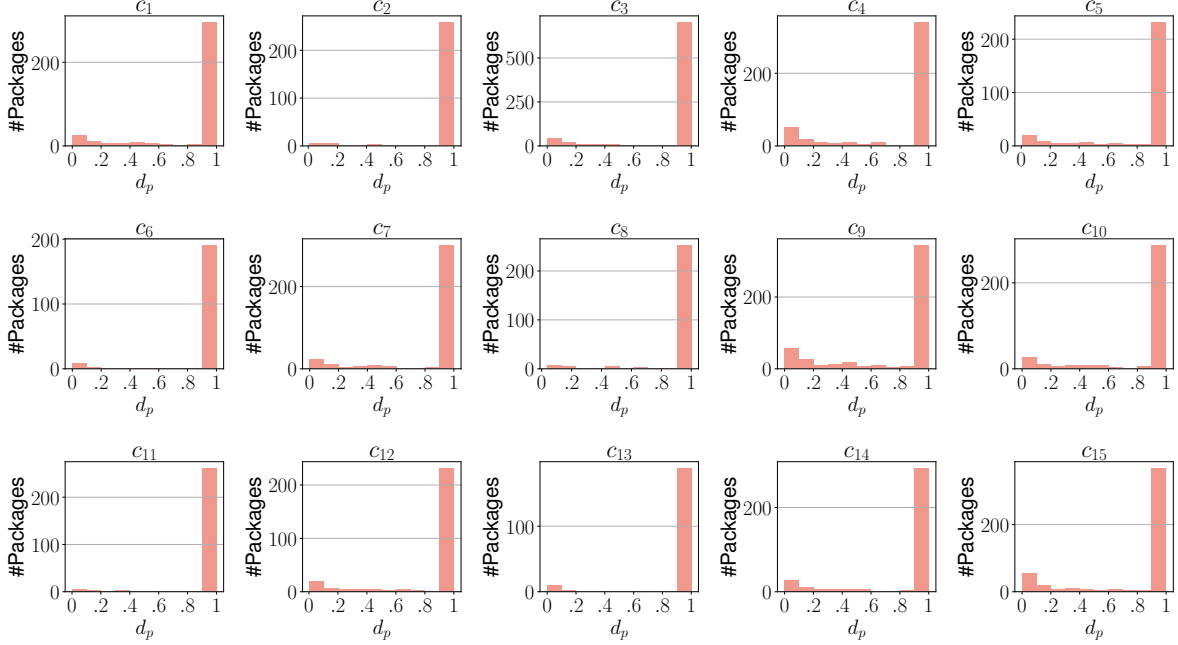 c1 c2 c3 c4 c5
#Packages 200 0 #Packages 200 100 0 #Packages 500 250 0 #Packages 200 0 #Packages 200 100 0
0 .2 .4 .6 .8 1 0 .2 .4 .6 .8 1 0 .2 .4 .6 .8 1 0 .2 .4 .6 .8 1 0 .2 .4 .6 .8 1
dp dp dp dp dp
c6 c7 c8 c9 c10
#Packages 200 100 0 #Packages 200 0 #Packages 200 100 0 #Packages 200 0 #Packages 200 0
0 .2 .4 .6 .8 1 0 .2 .4 .6 .8 1 0 .2 .4 .6 .8 1 0 .2 .4 .6 .8 1 0 .2 .4 .6 .8 1
dp dp dp dp dp
c11 c12 c13 c14 c15
#Packages 200 100 0 #Packages 200 100 0 #Packages 100 0 #Packages 200 0 #Packages 200 0
0 .2 .4 .6 .8 1 0 .2 .4 .6 .8 1 0 .2 .4 .6 .8 1 0 .2 .4 .6 .8 1 0 .2 .4 .6 .8 1
dp dp dp dp dp